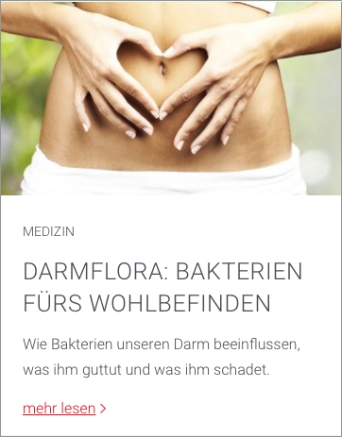 MEDIZIN
DARMFLORA: BAKTERIEN
FÜRS WOHLBEFINDEN
Wie Bakterien unseren Darm beeinflussen,
was ihm guttut und was ihm schadet.
mehr lesen >